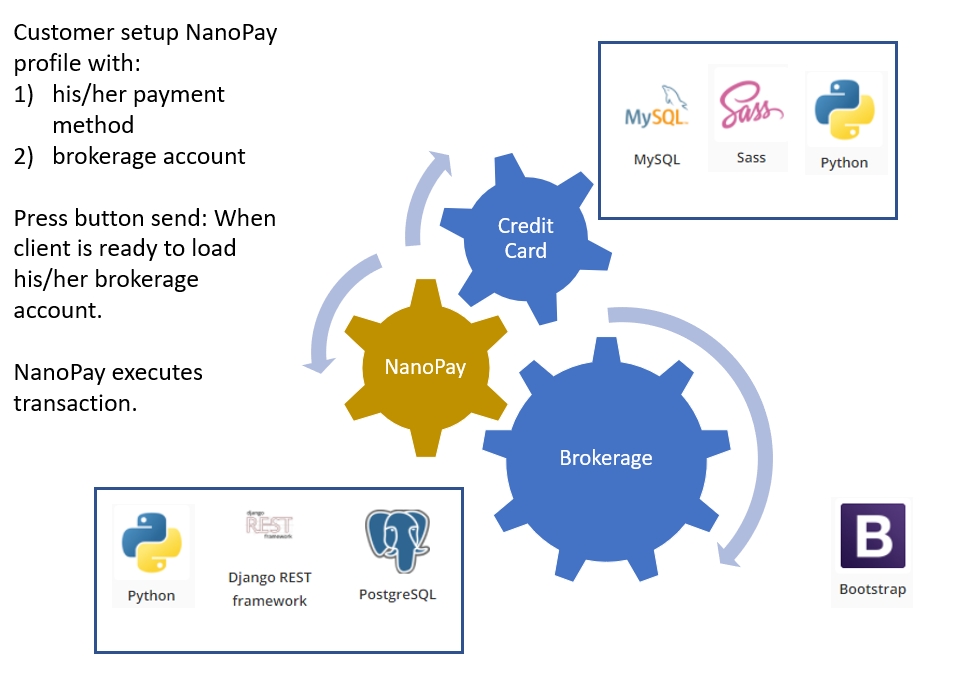 Customer setup NanoPay
profile with:
1) his/her payment
method
2) brokerage account
Press button send: When
client is ready to load
his/her brokerage
account.
NanoPay executes
transaction.
MySQL
Sass
MySQL
Sass
Python
Credit
Card
NanoPay
Brokerage
django
REST
framework
Python
Django REST
framework
PostgreSQL
B
Bootstrap